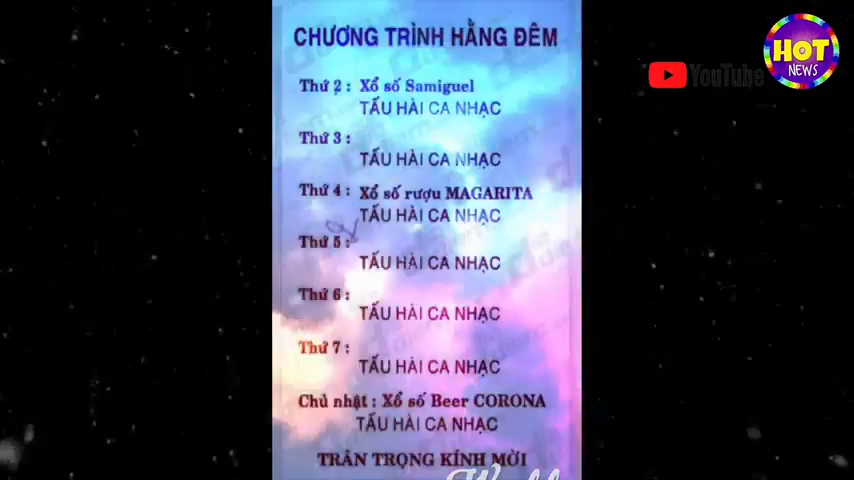 CHƯƠNG TRÌNH HẰNG ĐÊM
Thứ 2 : Xổ số Samiguel
TẤU HÀI CA NHẠC
Thứ 3 :
TẤU HÀI CA NHẠC
Thứ 4 : Xổ số rượu MAGARITA
TẤU HÀI CA NHẠC
Thứ 5 :
TẤU HÀI CA NHẠC
Thứ 6 :
TẤU HÀI CA NHẠC
Thứ 7 :
TẤU HÀI CA NHẠC
Chủ nhật : Xổ số Beer CORONA
TẤU HÀI CA NHẠC
TRÂN TRỌNG KÍNH MỜI
YouTube
HOT
NEWS